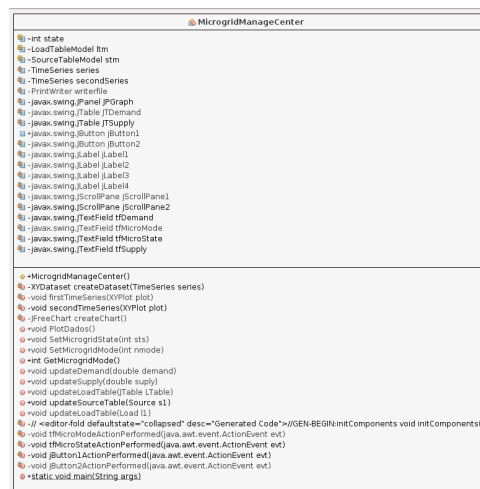 MicrogridManageCenter
~int state
~LoadTableModel ltm
~SourceTableModel stm
-TimeSeries series
-TimeSeries secondSeries
-PrintWriter writerfile
-javax.swing.JPanel JPGraph
-javax.swing.JTable JTDemand
-javax.swing.JTable JTSupply
+javax.swing.JButton jButton1
-javax.swing.JButton jButton2
-javax.swing.JLabel jLabel1
-javax.swing.JLabel jLabel2
-javax.swing.JLabel jLabel3
-javax.swing.JLabel jLabel4
-javax.swing.JScrollPane jScrollPane1
-javax.swing.JScrollPane jScrollPane2
-javax.swing.JTextField tfDemand
-javax.swing.JTextField tfMicroMode
-javax.swing.JTextField tfMicroState
-javax.swing.JTextField tfSupply
+MicrogridManageCenter()
-XYDataset createDataset(TimeSeries series)
-void firstTimeSeries(XYPlot plot)
-void secondTimeSeries(XYPlot plot)
-JFreeChart createChart()
+void PlotDados()
+void SetMicrogridState(int sts)
+void SetMicrogridMode(int nmode)
+int GetMicrogridMode()
+void updateDemand(double demand)
+void updateSupply(double suply)
+void updateLoadTable(JTable LTable)
+void updateSourceTable(Source s1)
+void updateLoadTable(Load l1)
-// <editor-fold defaultstate="collapsed" desc="Generated Code">//GEN-BEGIN:initComponents void initComponents(
-void tfMicroModeActionPerformed(java.awt.event.ActionEvent evt)
-void tfMicroStateActionPerformed(java.awt.event.ActionEvent evt)
-void jButton1ActionPerformed(java.awt.event.ActionEvent evt)
-void jButton2ActionPerformed(java.awt.event.ActionEvent evt)
+static void main(String args)